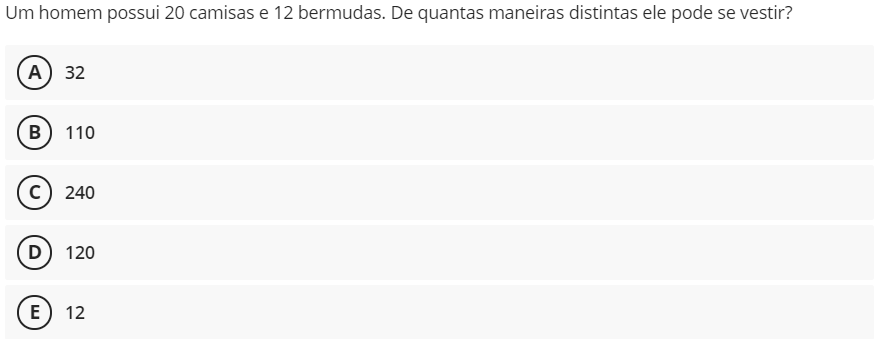 Um homem possui 20 camisas e 12 bermudas. De quantas maneiras distintas ele pode se vestir?
A 32
B 110
C 240
D 120
E 12